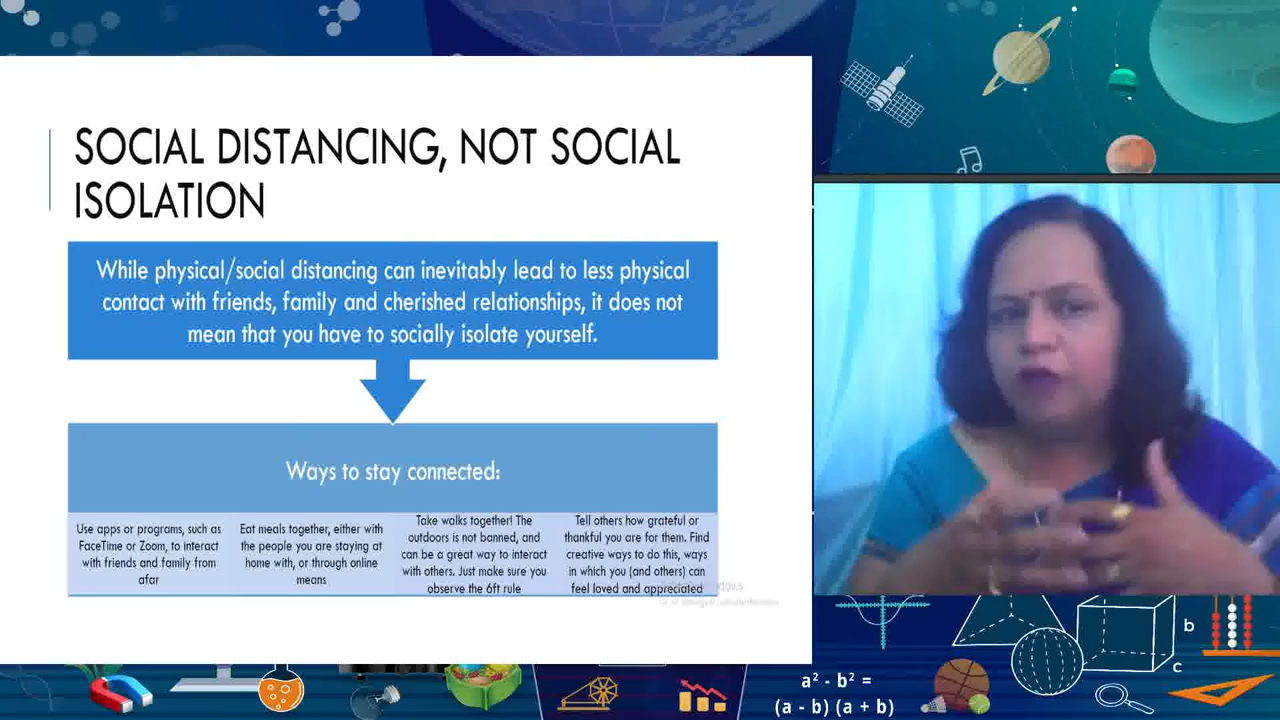 SOCIAL DISTANCING, NOT SOCIAL
ISOLATION
While physical/social distancing can inevitably lead to less physical
contact with friends, family and cherished relationships, it does not
mean that you have to socially isolate yourself.
Ways to stay connected:
Use apps or programs, such as
FaceTime or Zoom, to interact
with friends and family from
afar
Eat meals together, either with
the people you are staying at
home with, or through online
means
Take walks together! The
outdoors is not banned, and
can be a great way to interact
with others. Just make sure you
observe the 6ft rule
Tell others how grateful or
thankful you are for them. Find
creative ways to do this, ways
in which you (and others) can
feel loved and appreciated
b
c
a² - b² =
(a - b) (a + b)